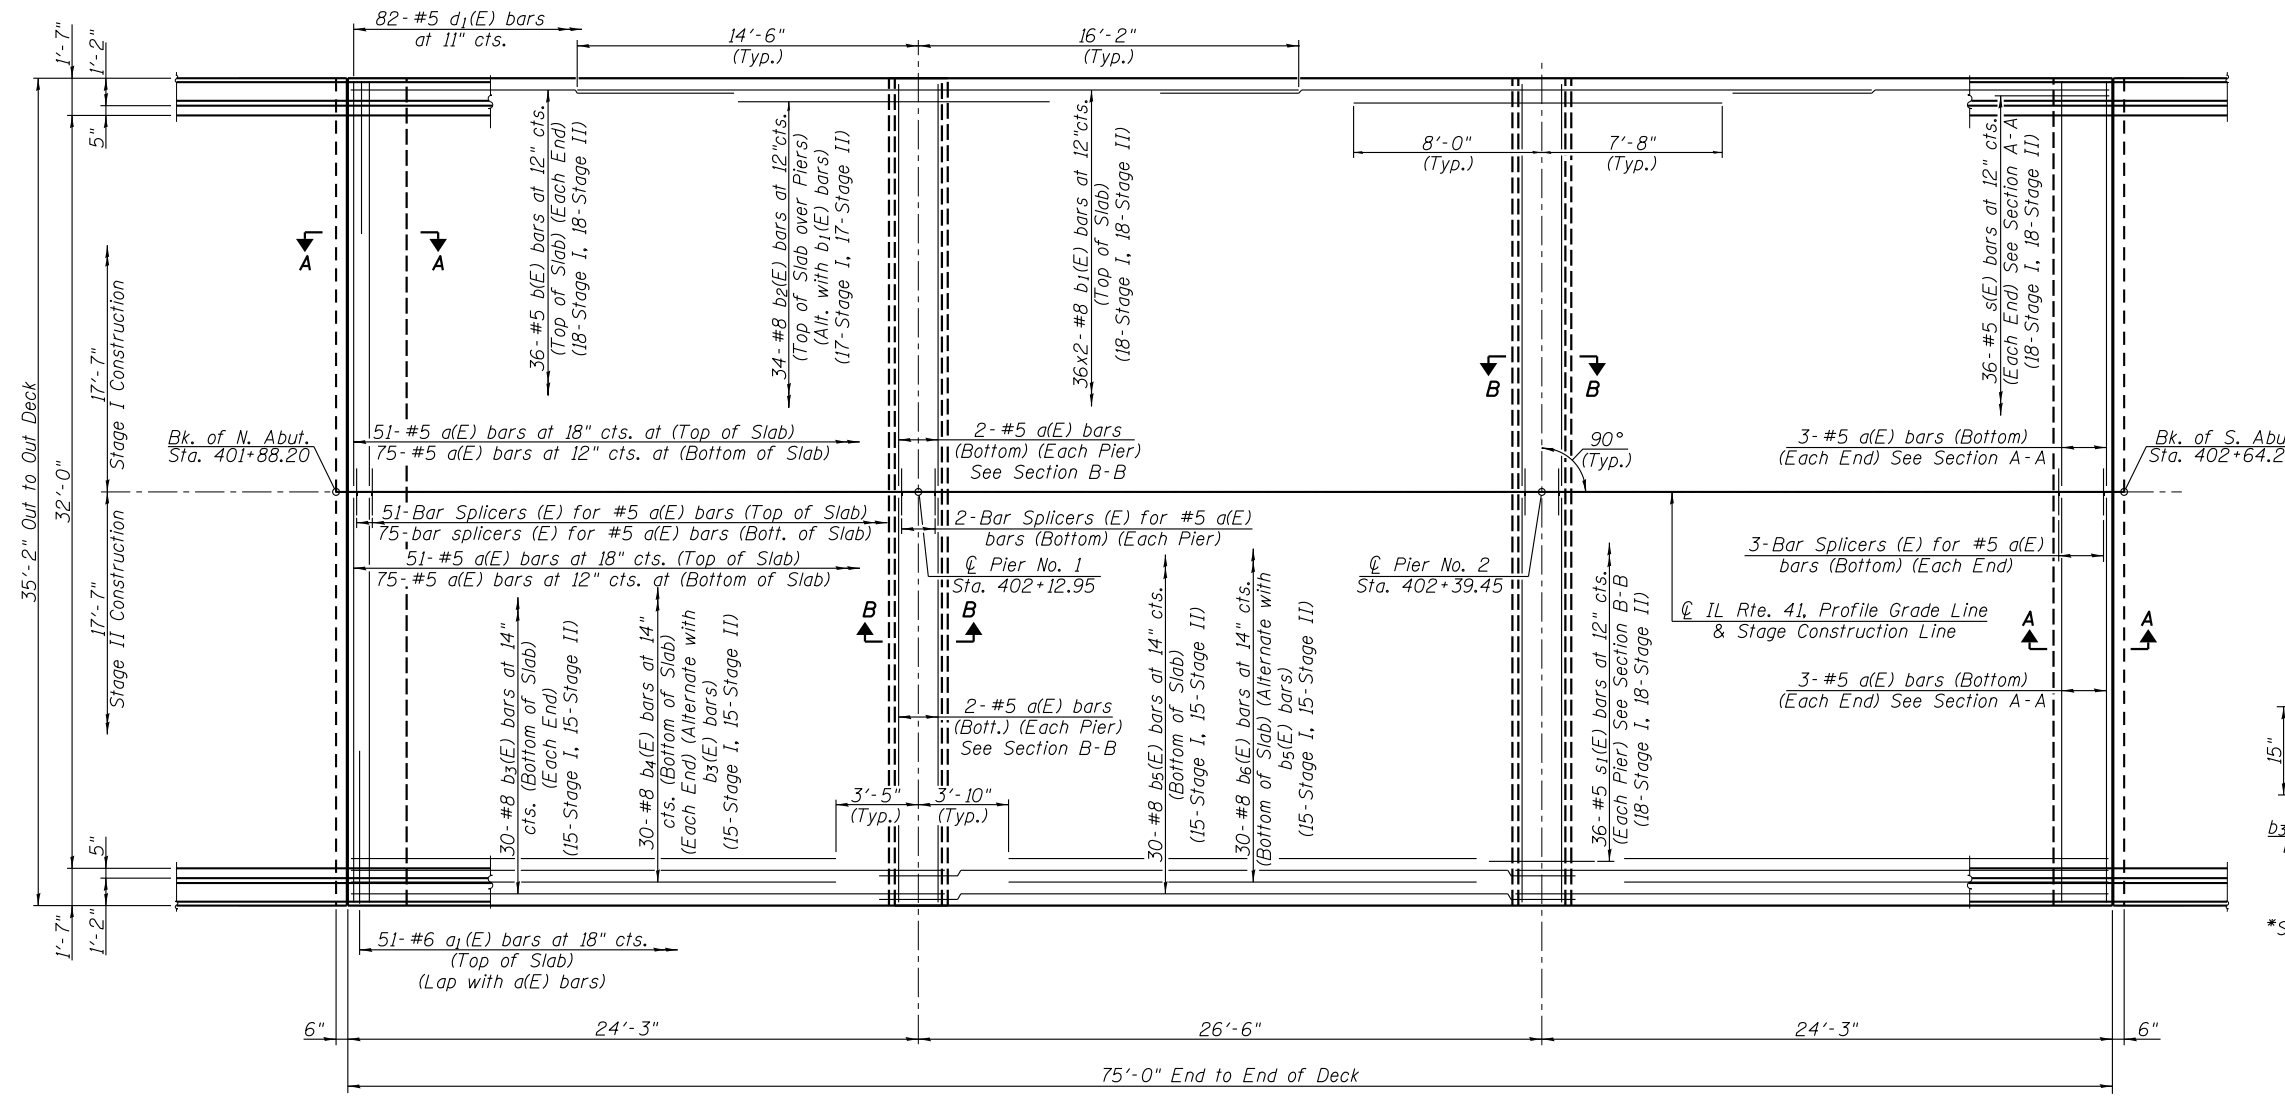 82-#5 d1(E) bars
at 11" cts.
14'-6"
(Typ.)
16'-2"
(Typ.)
1'-7"
1'-2"
5"
36-#5 b(E) bars at 12" cts.
(Top of Slab) (Each End)
(18-Stage I, 18-Stage II)
34-#8 b2(E) bars at 12"cts.
(Top of Slab over Piers)
(Alt. with b1(E) bars)
(17-Stage I, 17-Stage II)
36x2-#8 b1(E) bars at 12"cts.
(Top of Slab)
(18-Stage I, 18-Stage II)
8'-0"
(Typ.)
7'-8"
(Typ.)
36-#5 s(E) bars at 12" cts.
(Each End) See Section A-A
(18-Stage I, 18-Stage II)
A
A
B
B
35'-2" Out to Out Deck
32'-0"
17'-7"
Stage I Construction
17'-7"
Stage II Construction
Bk. of N. Abut.
Sta. 401+88.20
51-#5 a(E) bars at 18" cts. at (Top of Slab)
75-#5 a(E) bars at 12" cts. at (Bottom of Slab)
2-#5 a(E) bars
(Bottom) (Each Pier)
See Section B-B
90°
(Typ.)
3-#5 a(E) bars (Bottom)
(Each End) See Section A-A
Bk. of S. Abu
Sta. 402+64.2
51-Bar Splicers (E) for #5 a(E) bars (Top of Slab)
75-bar splicers (E) for #5 a(E) bars (Bott. of Slab)
2-Bar Splicers (E) for #5 a(E)
bars (Bottom) (Each Pier)
51-#5 a(E) bars at 18" cts. (Top of Slab)
75-#5 a(E) bars at 12" cts. at (Bottom of Slab)
℄ Pier No. 1
Sta. 402+12.95
℄ Pier No. 2
Sta. 402+39.45
3-Bar Splicers (E) for #5 a(E)
bars (Bottom) (Each End)
℄ IL Rte. 41, Profile Grade Line
& Stage Construction Line
B
B
A
A
30-#8 b3(E) bars at 14"
cts. (Bottom of Slab)
(Each End)
(15-Stage I, 15-Stage II)
30-#8 b4(E) bars at 14"
cts. (Bottom of Slab)
(Each End) (Alternate with
b3(E) bars)
(15-Stage I, 15-Stage II)
2-#5 a(E) bars
(Bott.) (Each Pier)
See Section B-B
30-#8 b5(E) bars at 14" cts.
(Bottom of Slab)
(15-Stage I, 15-Stage II)
30-#8 b6(E) bars at 14" cts.
(Bottom of Slab) (Alternate with
b5(E) bars)
(15-Stage I, 15-Stage II)
36-#5 s1(E) bars at 12" cts.
(Each Pier) See Section B-B
(18-Stage I, 18-Stage II)
3-#5 a(E) bars (Bottom)
(Each End) See Section A-A
15"
3'-5"
(Typ.)
3'-10"
(Typ.)
b3
5"
1'-7"
1'-2"
*S
51-#6 a1(E) bars at 18" cts.
(Top of Slab)
(Lap with a(E) bars)
6"
24'-3"
26'-6"
24'-3"
6"
75'-0" End to End of Deck